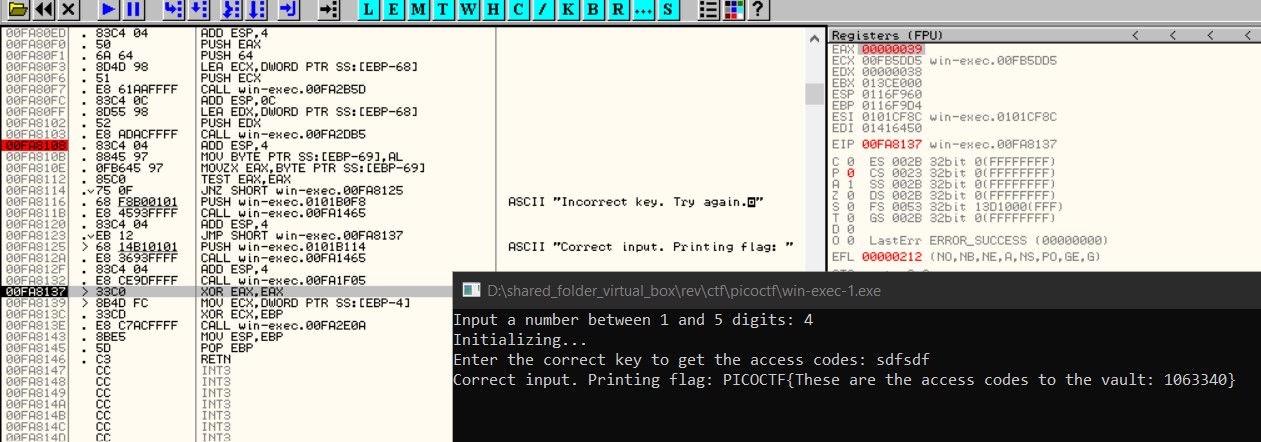 L E M T W H C / K B R ... S ?
00FA80ED . 83C4 04 ADD ESP,4
00FA80F0 . 50 PUSH EAX
00FA80F1 . 6A 64 PUSH 64
00FA80F3 . 8D4D 98 LEA ECX,DWORD PTR SS:[EBP-68]
00FA80F6 . 51 PUSH ECX
00FA80F7 . E8 61AAFFFF CALL win-exec.00FA2B5D
00FA80FC . 83C4 0C ADD ESP,0C
00FA80FF . 8D55 98 LEA EDX,DWORD PTR SS:[EBP-68]
00FA8102 . 52 PUSH EDX
00FA8103 . E8 ADACFFFF CALL win-exec.00FA2DB5
00FA8108 . 83C4 04 ADD ESP,4
00FA810B . 8845 97 MOV BYTE PTR SS:[EBP-69],AL
00FA810E . 0FB645 97 MOVZX EAX,BYTE PTR SS:[EBP-69]
00FA8112 . 85C0 TEST EAX,EAX
00FA8114 . 75 0F JNZ SHORT win-exec.00FA8125
00FA8116 . 68 F8B00101 PUSH win-exec.0101B0F8 ASCII "Incorrect key. Try again."
00FA811B . E8 4593FFFF CALL win-exec.00FA1465
00FA8120 . 83C4 04 ADD ESP,4
00FA8123 . EB 12 JMP SHORT win-exec.00FA8137
00FA8125 > 68 14B10101 PUSH win-exec.0101B114 ASCII "Correct input. Printing flag: "
00FA812A . E8 3693FFFF CALL win-exec.00FA1465
00FA812F . 83C4 04 ADD ESP,4
00FA8132 . E8 CE9DFFFF CALL win-exec.00FA1F05
00FA8137 > 33C0 XOR EAX,EAX
00FA8139 > 8B4D FC MOV ECX,DWORD PTR SS:[EBP-4]
00FA813C . 33CD XOR ECX,EBP
00FA813E . E8 C7ACFFFF CALL win-exec.00FA2E0A
00FA8143 . 8BE5 MOV ESP,EBP
00FA8145 . 5D POP EBP
00FA8146 . C3 RETN
00FA8147 CC INT3
00FA8148 CC INT3
00FA8149 CC INT3
00FA814A CC INT3
00FA814B CC INT3
00FA814C CC INT3
00FA814D CC INT3
Registers (FPU) < < < <
EAX 00000039
ECX 00FB5DD5 win-exec.00FB5DD5
EDX 00000038
EBX 013CE000
ESP 0116F960
EBP 0116F9D4
ESI 0101CF8C win-exec.0101CF8C
EDI 01416450
EIP 00FA8137 win-exec.00FA8137
C 0 ES 002B 32bit 0(FFFFFFFF)
P 0 CS 0023 32bit 0(FFFFFFFF)
A 1 SS 002B 32bit 0(FFFFFFFF)
Z 0 DS 002B 32bit 0(FFFFFFFF)
S 0 FS 0053 32bit 13D1000(FFF)
T 0 GS 002B 32bit 0(FFFFFFFF)
D 0
O 0 LastErr ERROR_SUCCESS (00000000)
EFL 00000212 (NO,NB,NE,A,NS,PO,GE,G)
D:\shared_folder_virtual_box\rev\ctf\picoctf\win-exec-1.exe
Input a number between 1 and 5 digits: 4
Initializing...
Enter the correct key to get the access codes: sdfsdf
Correct input. Printing flag: PICOCTF{These are the access codes to the vault: 1063340}